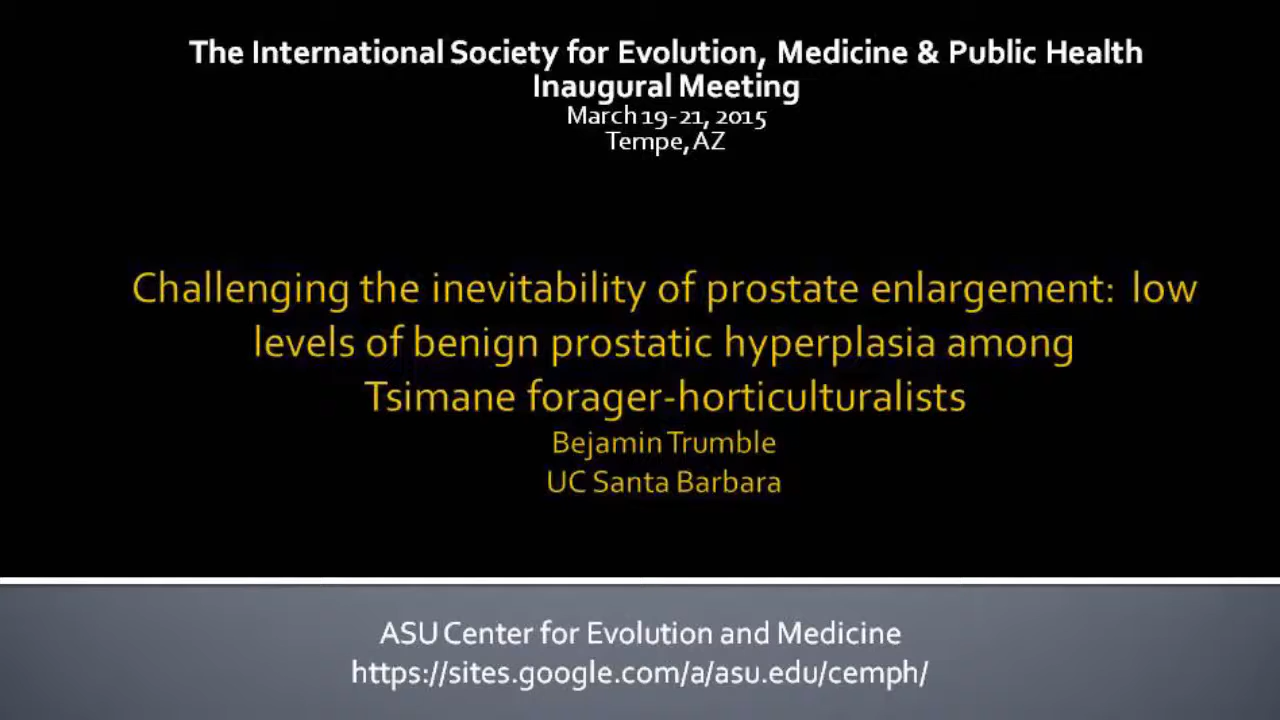 The International Society for Evolution, Medicine & Public Health
Inaugural Meeting
March 19-21, 2015
Tempe, AZ
Challenging the inevitability of prostate enlargement: low
levels of benign prostatic hyperplasia among
Tsimane forager-horticulturalists
Bejamin Trumble
UC Santa Barbara
ASU Center for Evolution and Medicine
https://sites.google.com/a/asu.edu/cemph/